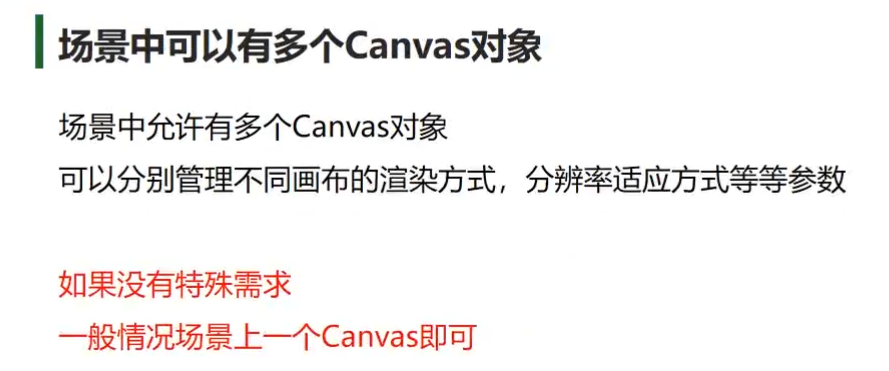 场景中可以有多个Canvas对象
场景中允许有多个Canvas对象
可以分别管理不同画布的渲染方式，分辨率适应方式等等参数
如果没有特殊需求
一般情况场景上一个Canvas即可